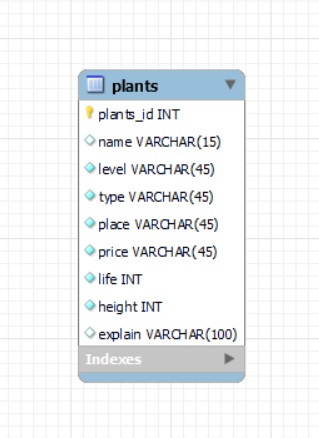 plants
plants_id INT
name VARCHAR(15)
level VARCHAR(45)
type VARCHAR(45)
place VARCHAR(45)
price VARCHAR(45)
life INT
height INT
explain VARCHAR(100)
Indexes